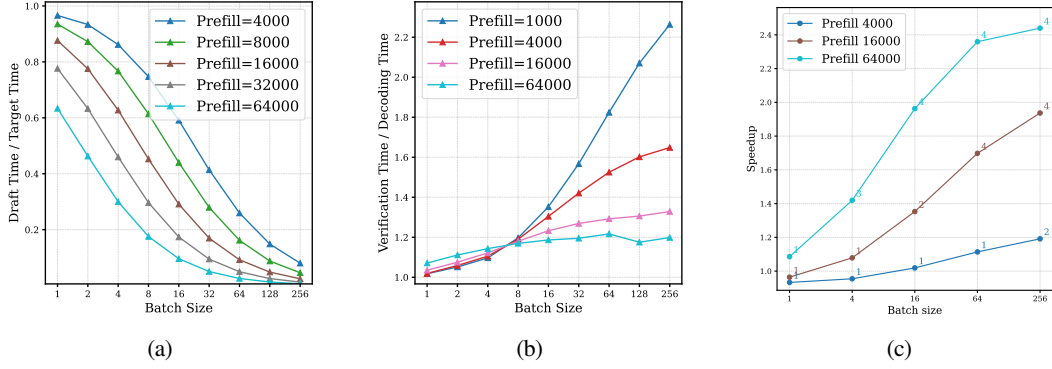 Draft Time / Target Time
1.0
0.8
0.6
0.4
0.2
Prefill=4000
Prefill=8000
Prefill=16000
Prefill=32000
Prefill=64000
1 2 4 8 16 32 64 128 256
Batch Size
(a)
Verification Time / Decoding Time
2.2
2.0
1.8
1.6
1.4
1.2
1.0
Prefill=1000
Prefill=4000
Prefill=16000
Prefill=64000
1 2 4 8 16 32 64 128 256
Batch Size
(b)
Speedup
2.4
2.2
2.0
1.8
1.6
1.4
1.2
1.0
Prefill 4000
Prefill 16000
Prefill 64000
1 3 4 4 4
1 1 2 4 4
1 1 1 1 2
1 4 16 64 256
Batch size
(c)